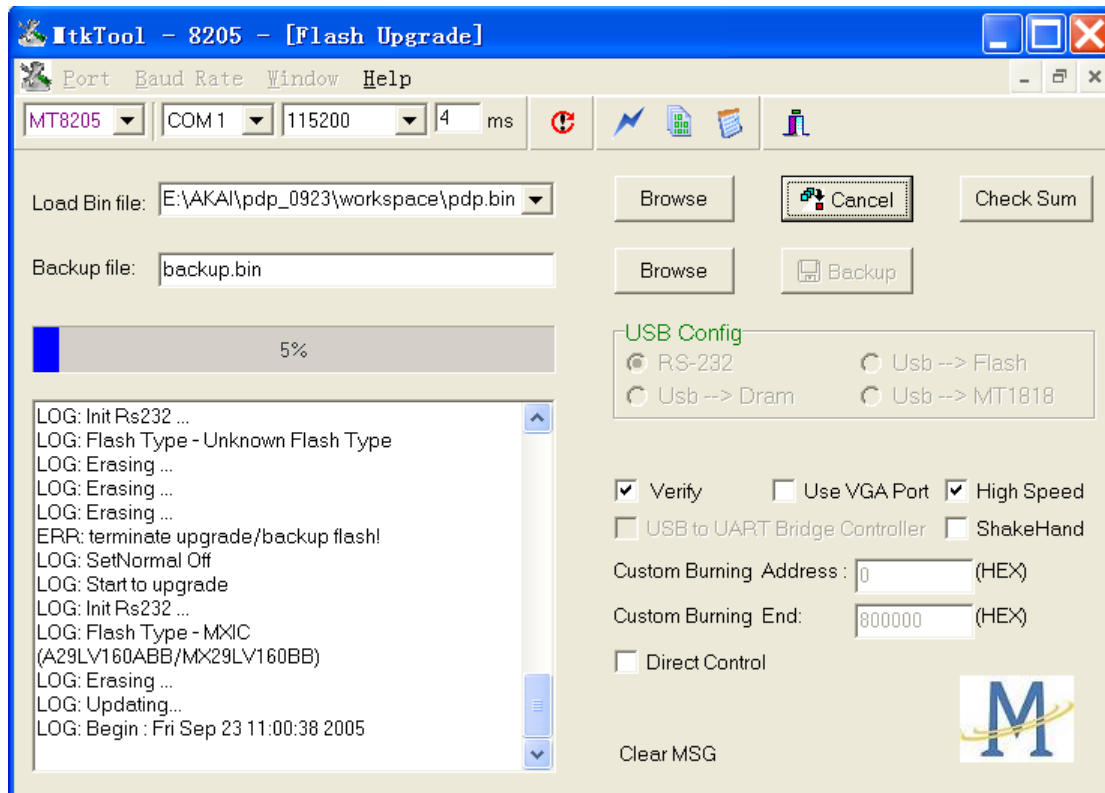 MtkTool - 8205 - [Flash Upgrade]
Port Baud Rate Window Help
MT8205 COM1 115200 4 ms
Load Bin file: E:\AKAI\pdp_0923\workspace\pdp.bin Browse Cancel Check Sum
Backup file: backup.bin Browse Backup
5%
USB Config
RS-232 Usb --> Flash
Usb --> Dram Usb --> MT1818
LOG: Init Rs232 ...
LOG: Flash Type - Unknown Flash Type
LOG: Erasing ...
LOG: Erasing ...
LOG: Erasing ...
ERR: terminate upgrade/backup flash!
LOG: SetNormal Off
LOG: Start to upgrade
LOG: Init Rs232 ...
LOG: Flash Type - MXIC
(A29LV160ABB/MX29LV160BB)
LOG: Erasing ...
LOG: Updating...
LOG: Begin : Fri Sep 23 11:00:38 2005
Verify Use VGA Port High Speed
USB to UART Bridge Controller ShakeHand
Custom Burning Address : 0 (HEX)
Custom Burning End: 800000 (HEX)
Direct Control
M
Clear MSG